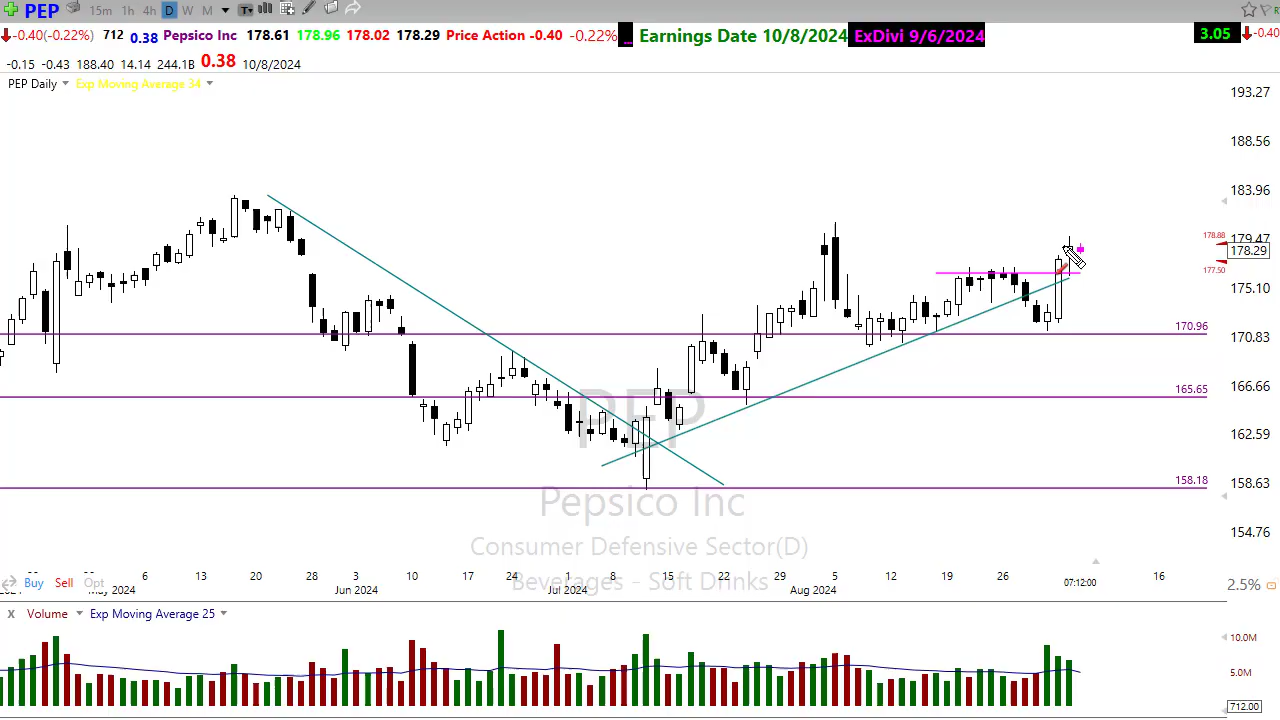 PEP 15m 1h 4h D W M T
-0.40(-0.22%) 712 0.38 Pepsico Inc 178.61 178.96 178.02 178.29 Price Action -0.40 -0.22% Earnings Date 10/8/2024 ExDivi 9/6/2024 3.05 -0.40
-0.15 -0.43 188.40 14.14 244.1B 0.38 10/8/2024
PEP Daily Exp Moving Average 34
193.27
188.56
183.96
178.88
179.47
178.29
177.50
175.10
170.96
170.83
166.66
165.65
PEP
162.59
158.18
158.63
Pepsico Inc
154.76
Consumer Defensive Sector(D)
Beverages - Soft Drinks
Buy Sell Opt
6 13 20 28 3 10 17 24 1 8 15 22 29 5 12 19 26 07:12:00 16 2.5%
May 2024 Jun 2024 Jul 2024 Aug 2024
X Volume Exp Moving Average 25
10.0M
5.0M
712.00